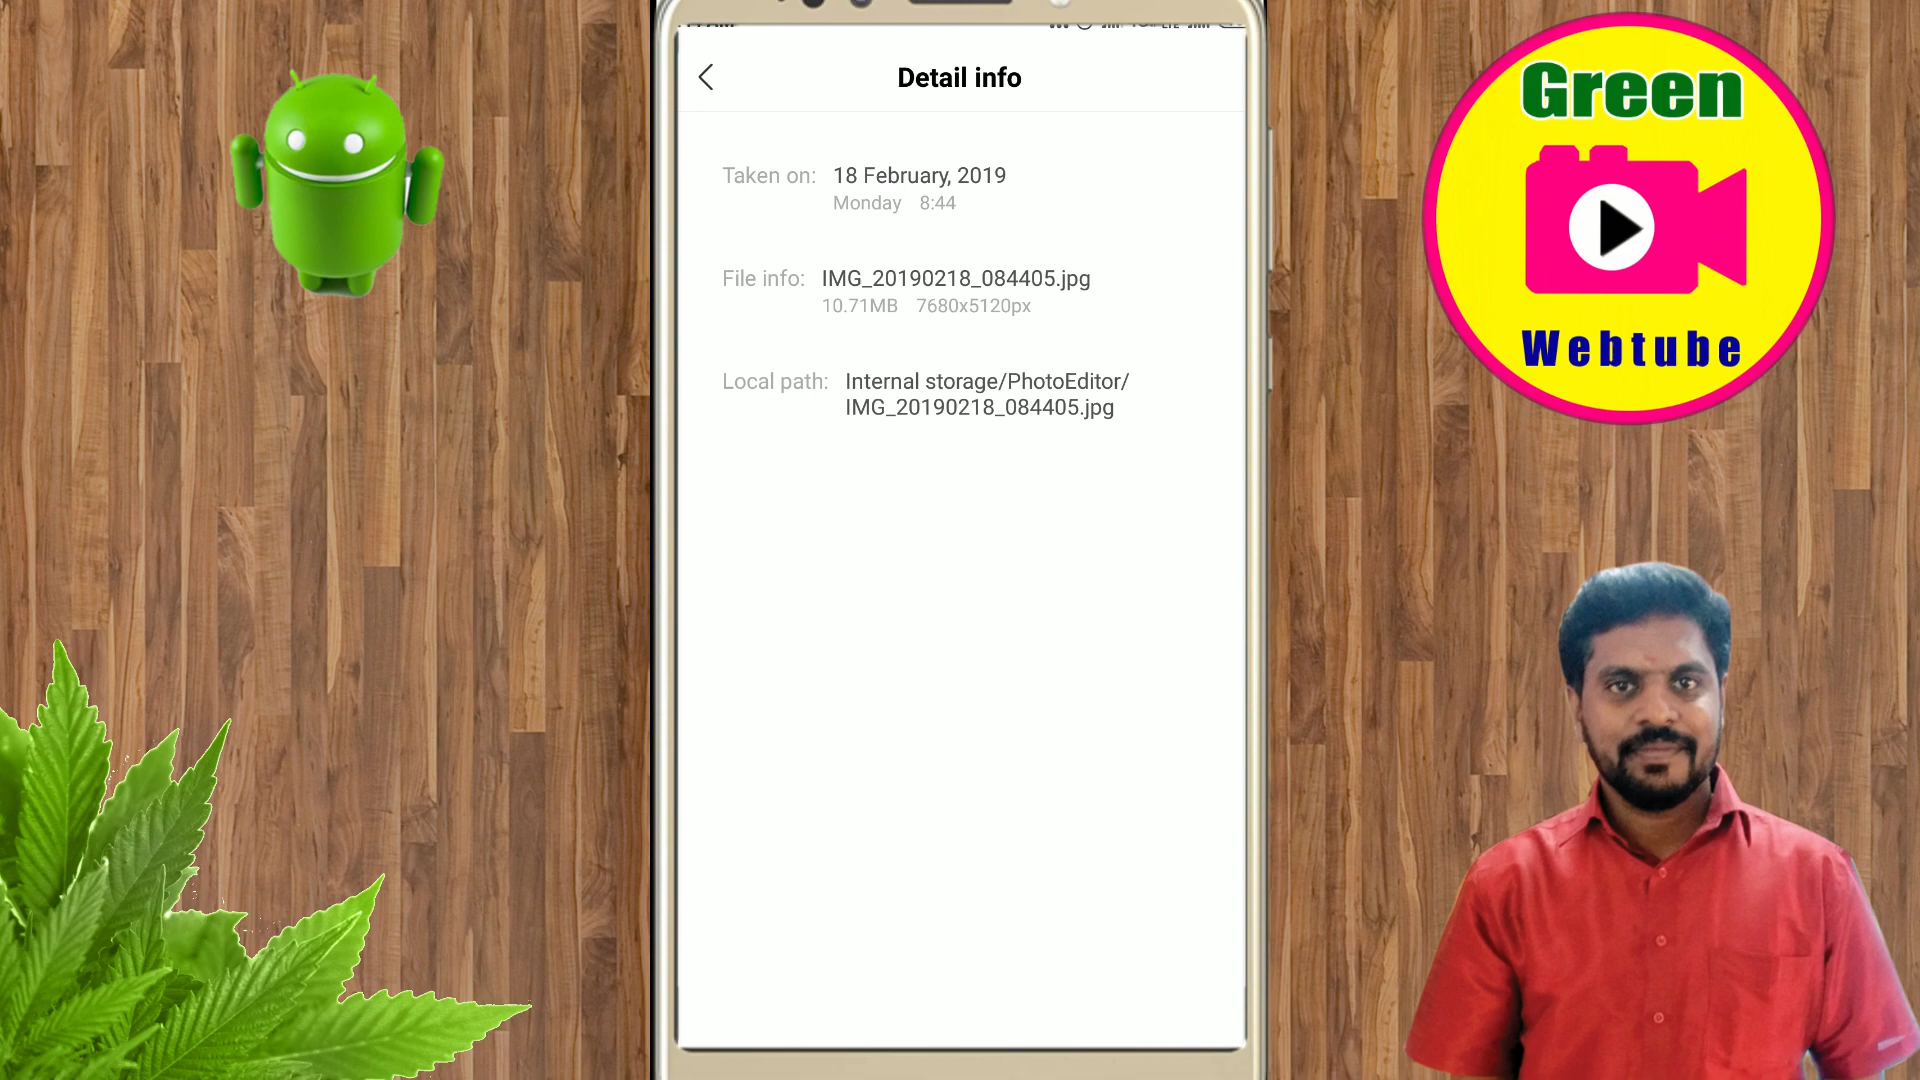 Detail info
Taken on: 18 February, 2019
Monday 8:44
File info: IMG_20190218_084405.jpg
10.71MB 7680x5120px
Local path: Internal storage/PhotoEditor/
IMG_20190218_084405.jpg
Green
Webtube